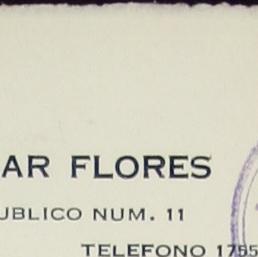 AR FLORES
UBLICO NUM. 11
TELEFONO 1755